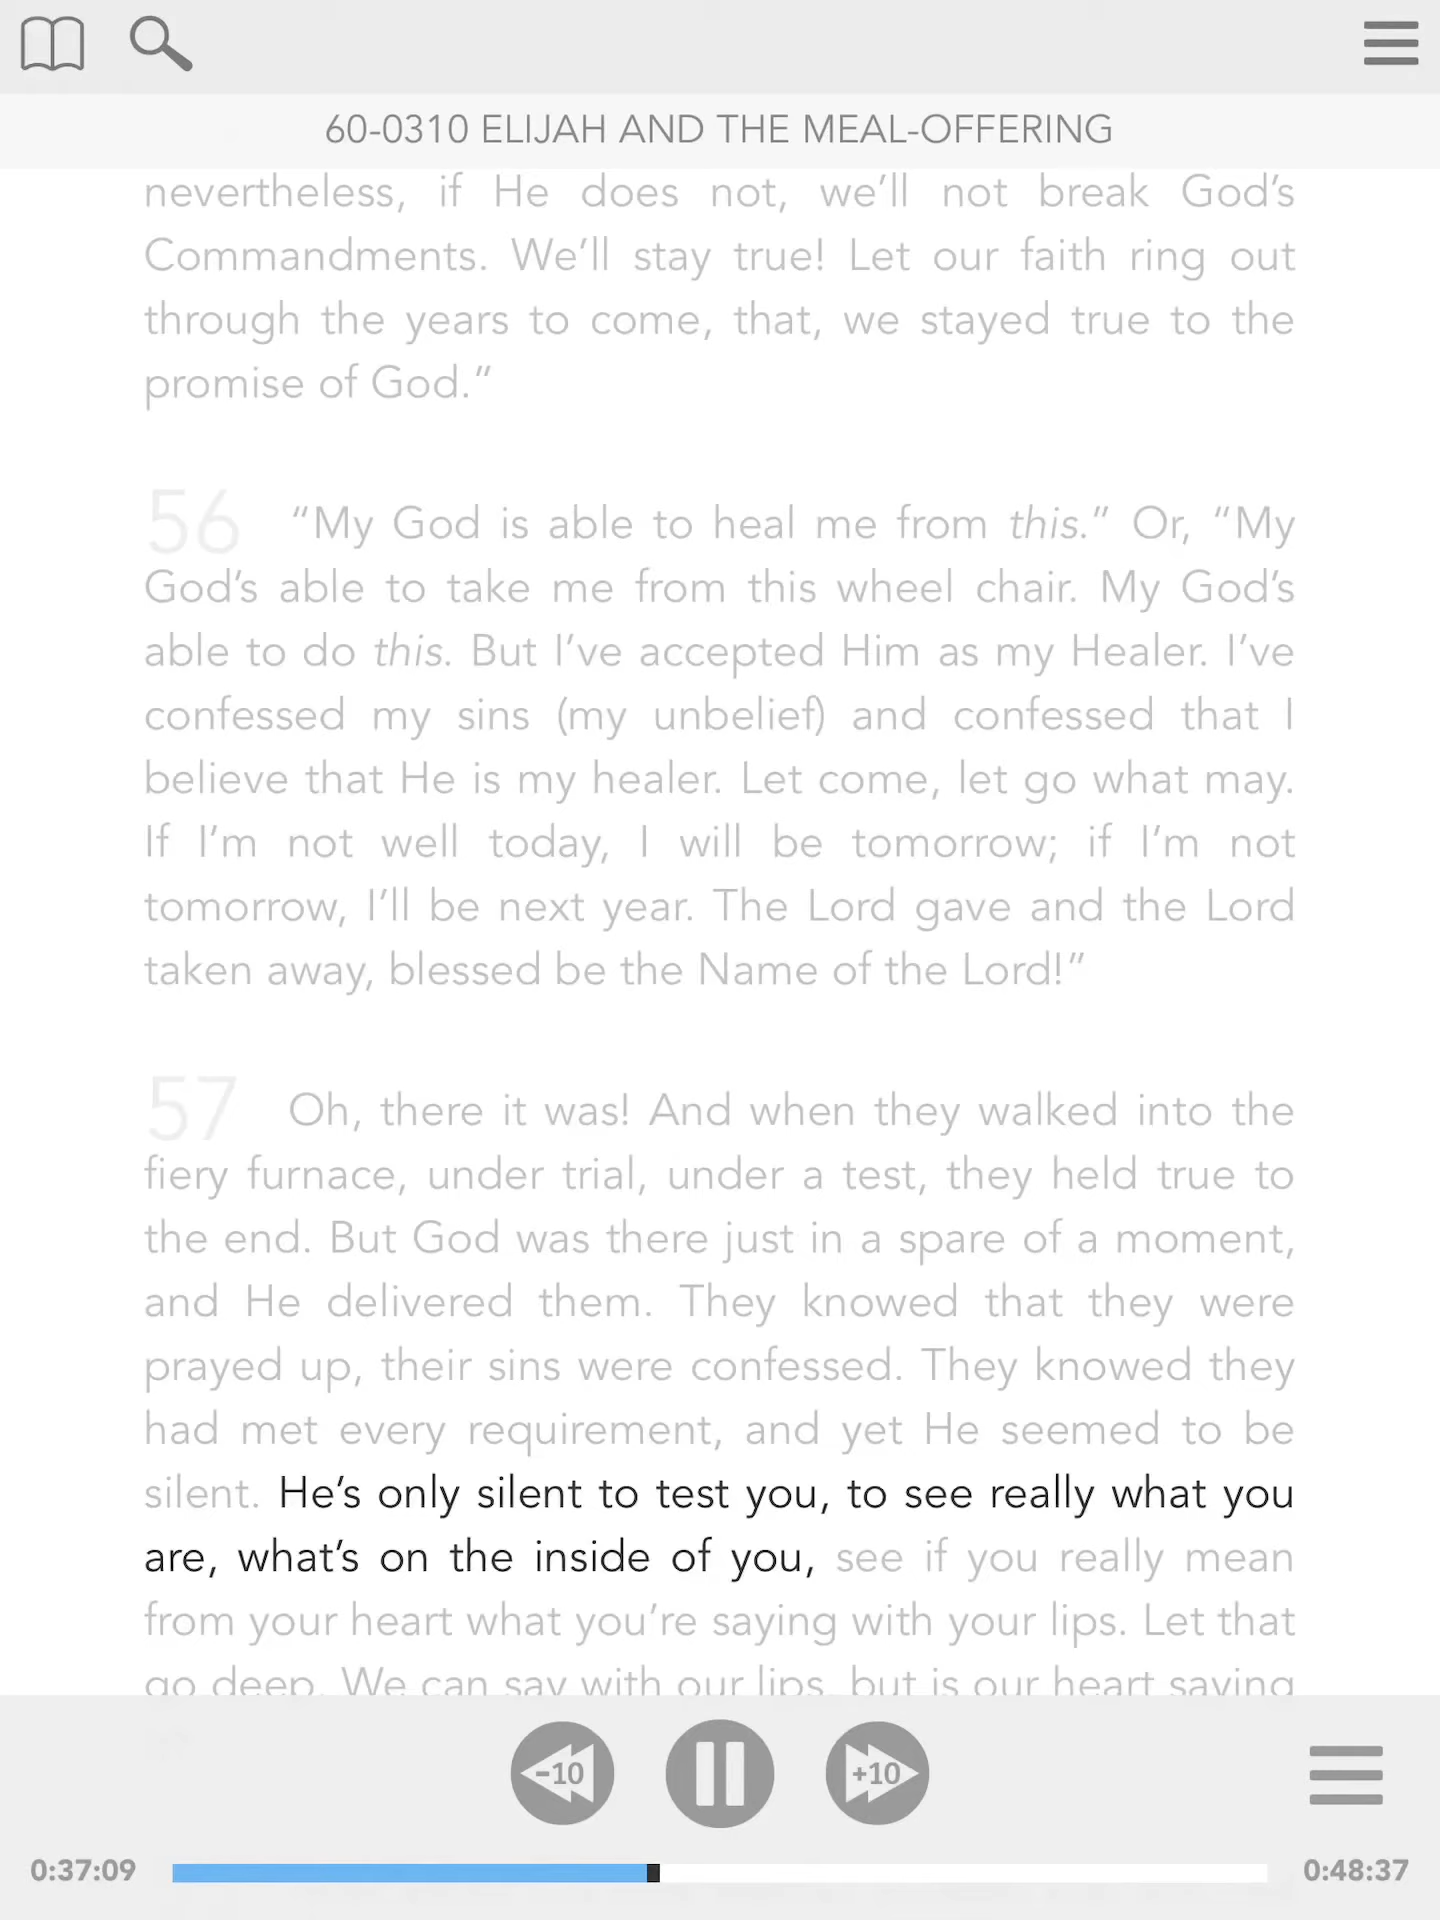 60-0310 ELIJAH AND THE MEAL-OFFERING
nevertheless, if He does not, we’ll not break God’s
Commandments. We’ll stay true! Let our faith ring out
through the years to come, that, we stayed true to the
promise of God.”
56 “My God is able to heal me from this.” Or, “My
God’s able to take me from this wheel chair. My God’s
able to do this. But I’ve accepted Him as my Healer. I’ve
confessed my sins (my unbelief) and confessed that I
believe that He is my healer. Let come, let go what may.
If I’m not well today, I will be tomorrow; if I’m not
tomorrow, I’ll be next year. The Lord gave and the Lord
taken away, blessed be the Name of the Lord!”
57 Oh, there it was! And when they walked into the
fiery furnace, under trial, under a test, they held true to
the end. But God was there just in a spare of a moment,
and He delivered them. They knowed that they were
prayed up, their sins were confessed. They knowed they
had met every requirement, and yet He seemed to be
silent. He’s only silent to test you, to see really what you
are, what’s on the inside of you, see if you really mean
from your heart what you’re saying with your lips. Let that
go deep. We can say with our lips, but is our heart saying
-10 +10
0:37:09 0:48:37